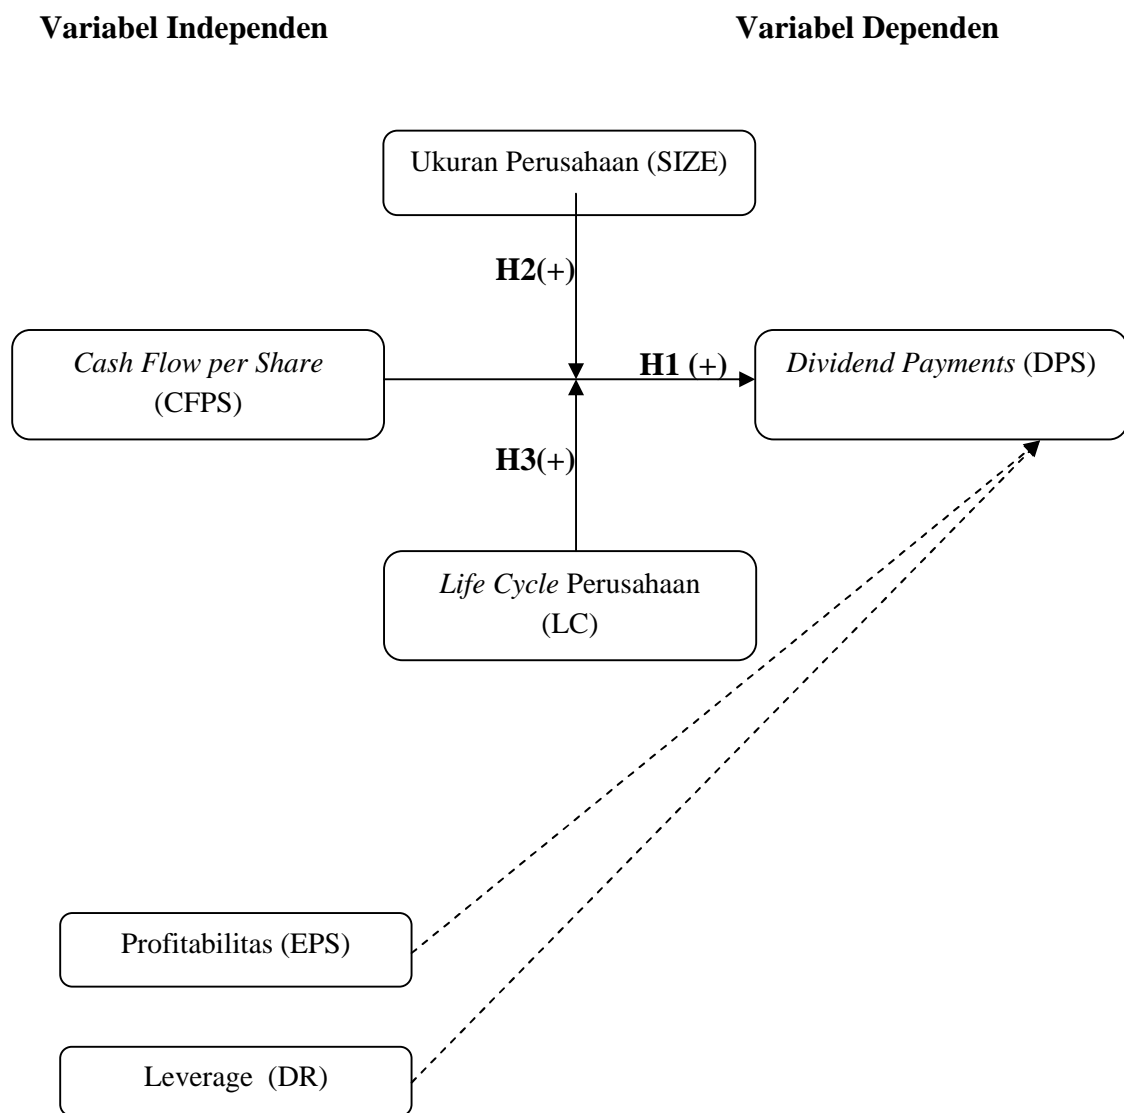 Variabel Independen
Variabel Dependen
Ukuran Perusahaan (SIZE)
H2(+)
Cash Flow per Share
(CFPS)
H1 (+)
Dividend Payments (DPS)
H3(+)
Life Cycle Perusahaan
(LC)
Profitabilitas (EPS)
Leverage (DR)